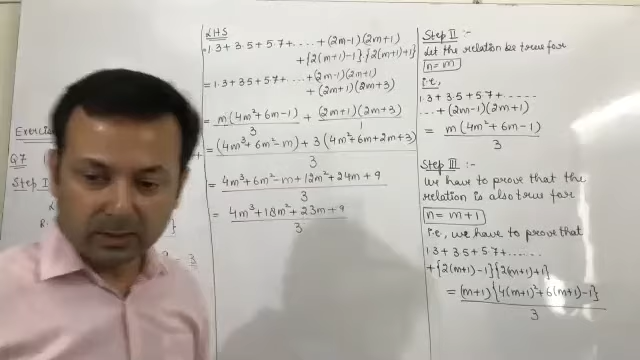 Exercis
Q7
Step I
LHS
= 1.3 + 3.5 + 5.7 + ..... + (2m-1)(2m+1)
+ {2(m+1)-1}{2(m+1)+1}
= 1.3 + 3.5 + 5.7 + ..... + (2m-1)(2m+1)
+ (2m+1)(2m+3)
= m(4m²+6m-1)/3 + (2m+1)(2m+3)/1
= (4m³+6m²-m) + 3(4m²+6m+2m+3)/3
= 4m³+6m²-m+12m²+24m+9/3
= 4m³+18m²+23m+9/3
Step II :-
Let the relation be true for
n = m
i.e,
1.3 + 3.5 + 5.7 + ......
... + (2m-1)(2m+1)
= m(4m²+6m-1)/3
Step III :-
We have to prove that the
relation is also true for
n = m+1
i.e, we have to prove that
1.3 + 3.5 + 5.7 + ......
+ {2(m+1)-1}{2(m+1)+1}
= (m+1){4(m+1)²+6(m+1)-1}/3